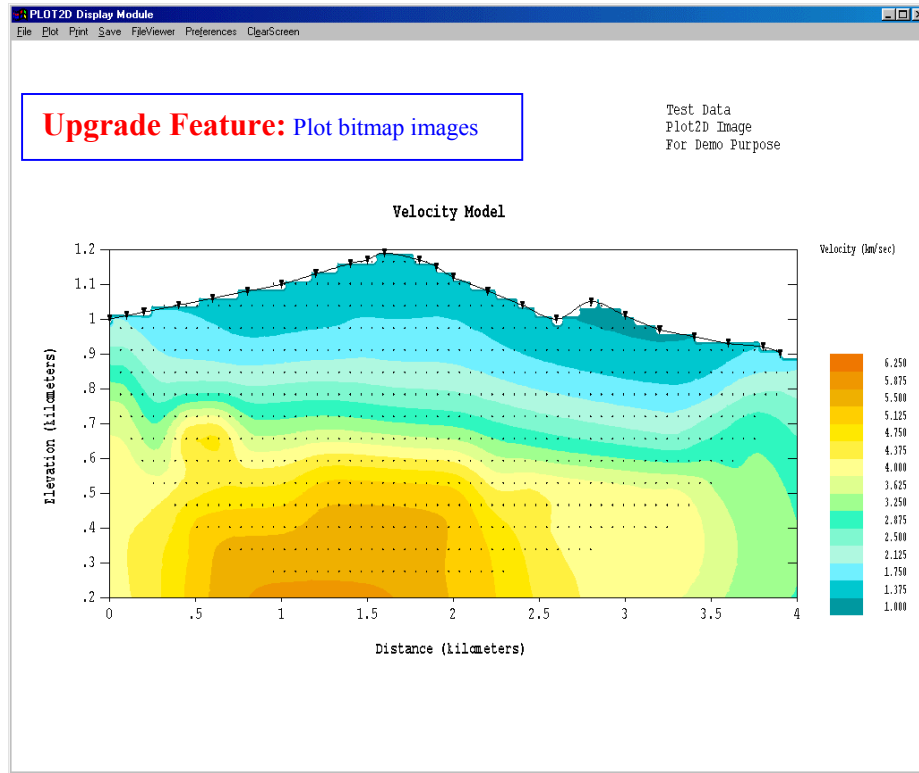 PLOT2D Display Module
File Plot Print Save FileViewer Preferences ClearScreen
Upgrade Feature: Plot bitmap images
Test Data
Plot2D Image
For Demo Purpose
Velocity Model
Velocity (km/sec)
Elevation (kilometers)
1.2
1.1
1
.9
.8
.7
.6
.5
.4
.3
.2
0 .5 1 1.5 2 2.5 3 3.5 4
Distance (kilometers)
6.250
5.875
5.500
5.125
4.750
4.375
4.000
3.625
3.250
2.875
2.500
2.125
1.750
1.375
1.000